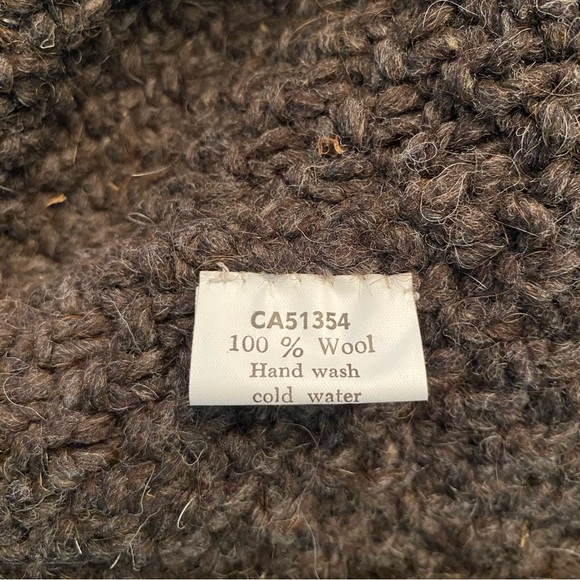 CA51354
100 % Wool
Hand wash
cold water